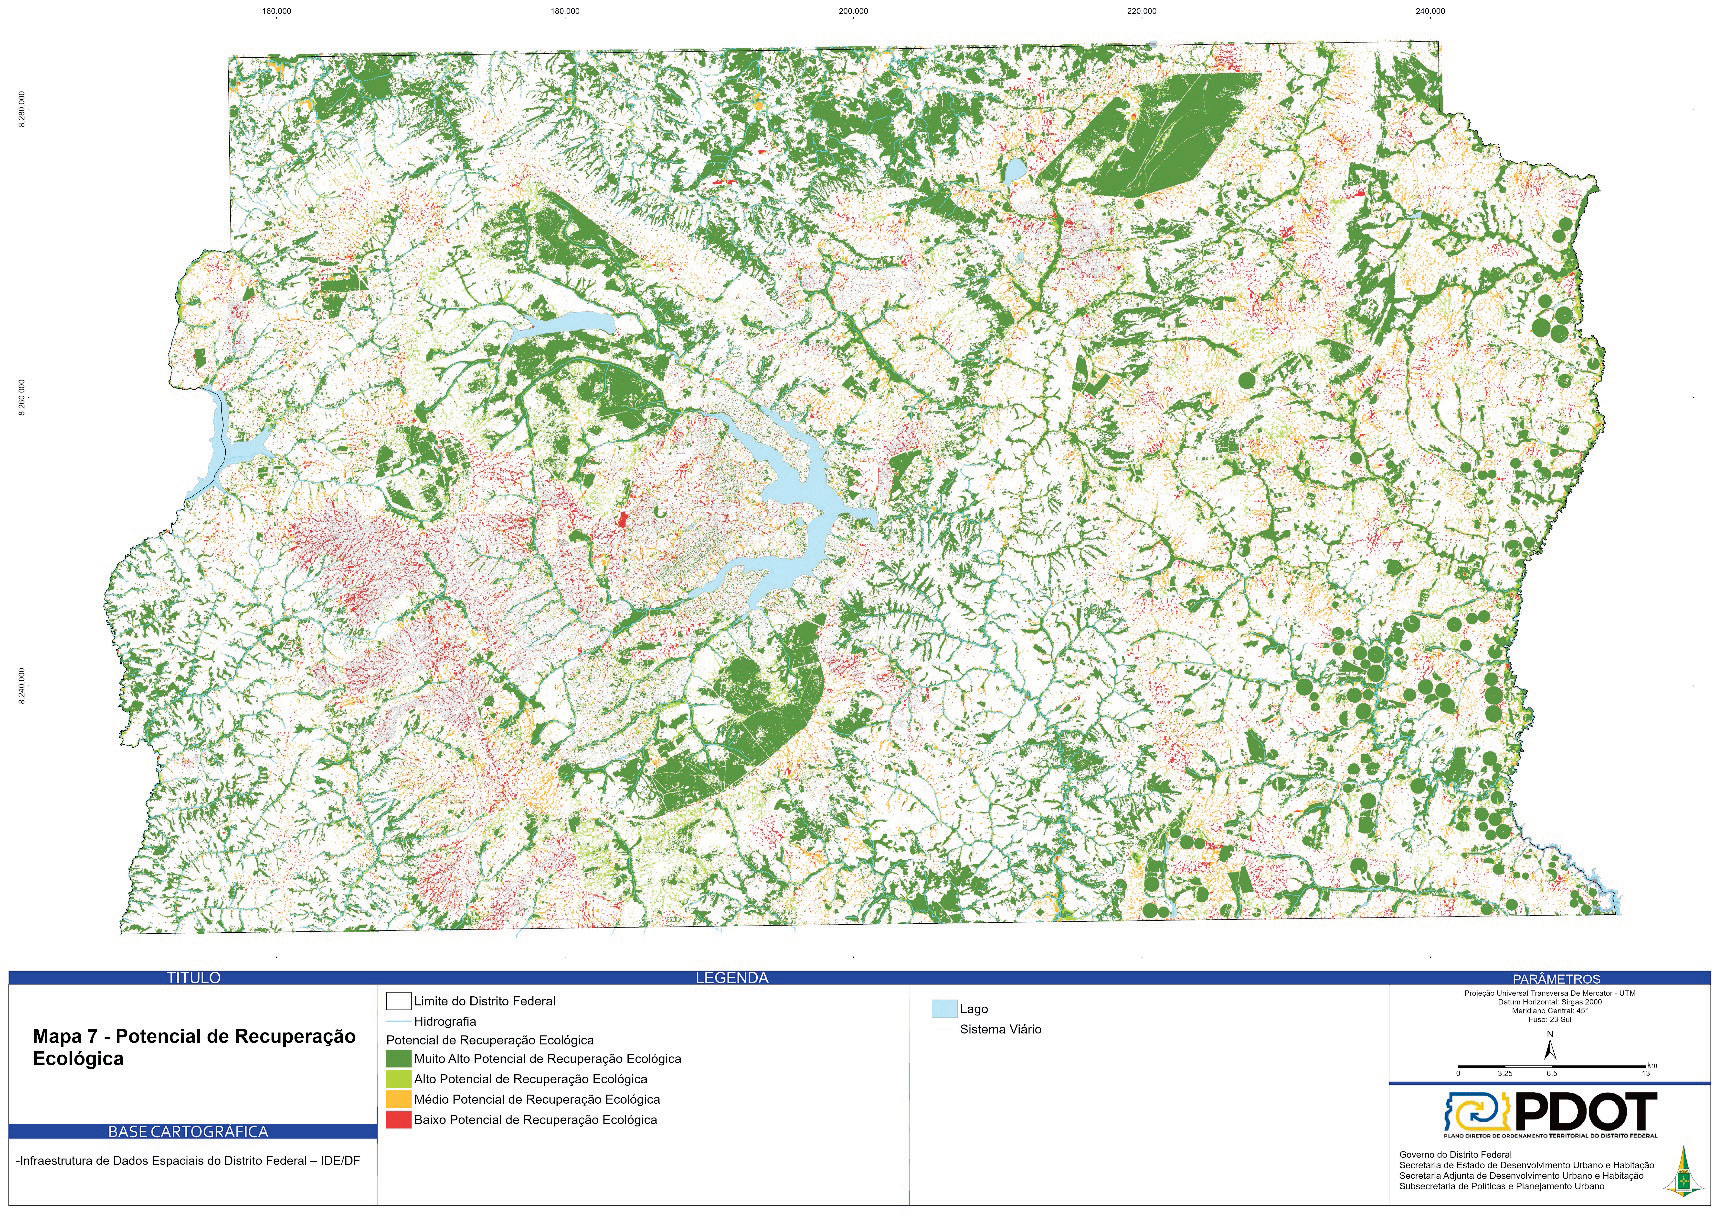 180.000 180.000 200.000 220.000 240.000
8.280.000
8.260.000
8.240.000
TÍTULO
Mapa 7 - Potencial de Recuperação
Ecológica
BASE CARTOGRÁFICA
-Infraestrutura de Dados Espaciais do Distrito Federal – IDE/DF
LEGENDA
Limite do Distrito Federal
Hidrografia
Potencial de Recuperação Ecológica
Muito Alto Potencial de Recuperação Ecológica
Alto Potencial de Recuperação Ecológica
Médio Potencial de Recuperação Ecológica
Baixo Potencial de Recuperação Ecológica
Lago
Sistema Viário
PARÂMETROS
Projeção Universal Transversa De Mercator - UTM
Datum Horizontal: Sirgas 2000
Meridiano Central: 45°
Fuso: 23 Sul
N
km
0 3,25 6,5 13
PDOT
PLANO DIRETOR DE ORDENAMENTO TERRITORIAL DO DISTRITO FEDERAL
Governo do Distrito Federal
Secretaria de Estado de Desenvolvimento Urbano e Habitação
Secretaria Adjunta de Desenvolvimento Urbano e Habitação
Subsecretaria de Políticas e Planejamento Urbano